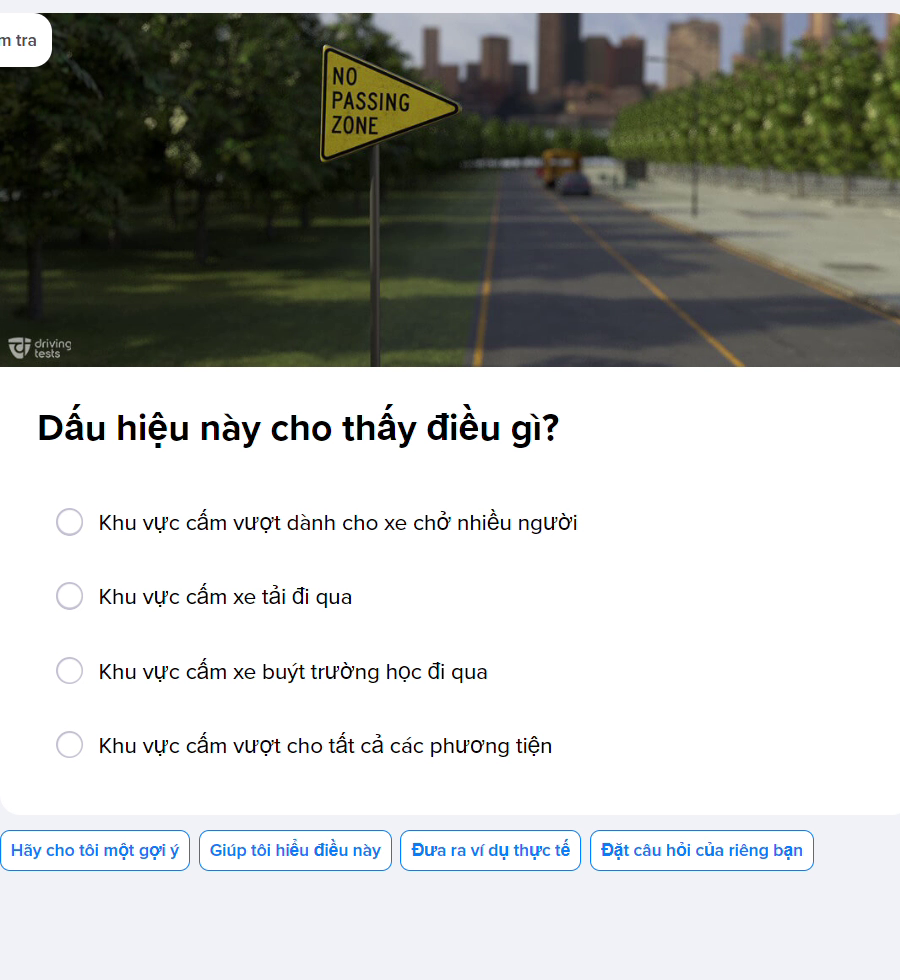 m tra
NO
PASSING
ZONE
driving
tests
Dấu hiệu này cho thấy điều gì?
Khu vực cấm vượt dành cho xe chở nhiều người
Khu vực cấm xe tải đi qua
Khu vực cấm xe buýt trường học đi qua
Khu vực cấm vượt cho tất cả các phương tiện
Hãy cho tôi một gợi ý
Giúp tôi hiểu điều này
Đưa ra ví dụ thực tế
Đặt câu hỏi của riêng bạn